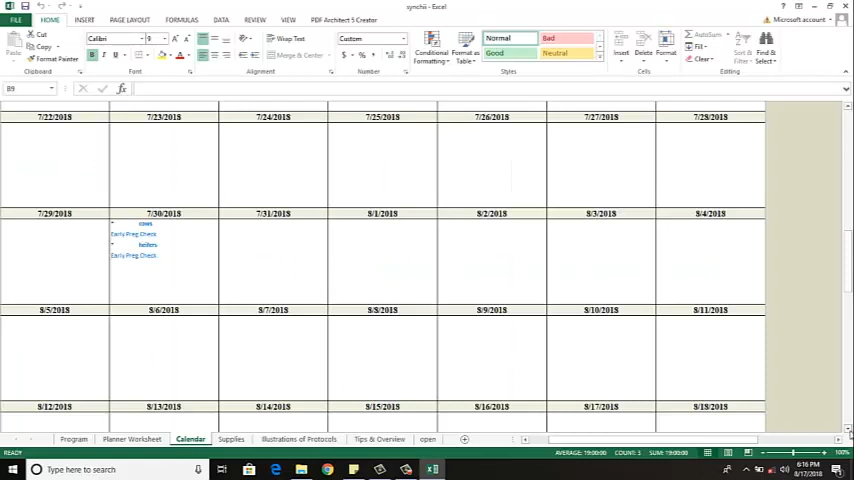 synchii - Excel
FILE HOME INSERT PAGE LAYOUT FORMULAS DATA REVIEW VIEW PDF Architect 5 Creator Microsoft account
Cut
Copy
Format Painter
Paste
Clipboard
Calibri 9
B I U
Font
Wrap Text
Merge & Center
Alignment
Custom
$ % ,
Number
Conditional Formatting
Format as Table
Normal Bad
Good Neutral
Styles
Insert Delete Format
Cells
AutoSum
Fill
Clear
Sort & Filter
Find & Select
Editing
B9 fx
7/22/2018 7/23/2018 7/24/2018 7/25/2018 7/26/2018 7/27/2018 7/28/2018
7/29/2018 7/30/2018 7/31/2018 8/1/2018 8/2/2018 8/3/2018 8/4/2018
* cows
Early Preg Check
* heifers
Early Preg Check
8/5/2018 8/6/2018 8/7/2018 8/8/2018 8/9/2018 8/10/2018 8/11/2018
8/12/2018 8/13/2018 8/14/2018 8/15/2018 8/16/2018 8/17/2018 8/18/2018
Program Planner Worksheet Calendar Supplies Illustrations of Protocols Tips & Overview open
READY AVERAGE: 19:00:00 COUNT: 3 SUM: 19:00:00 100%
Type here to search
6:16 PM
8/17/2018